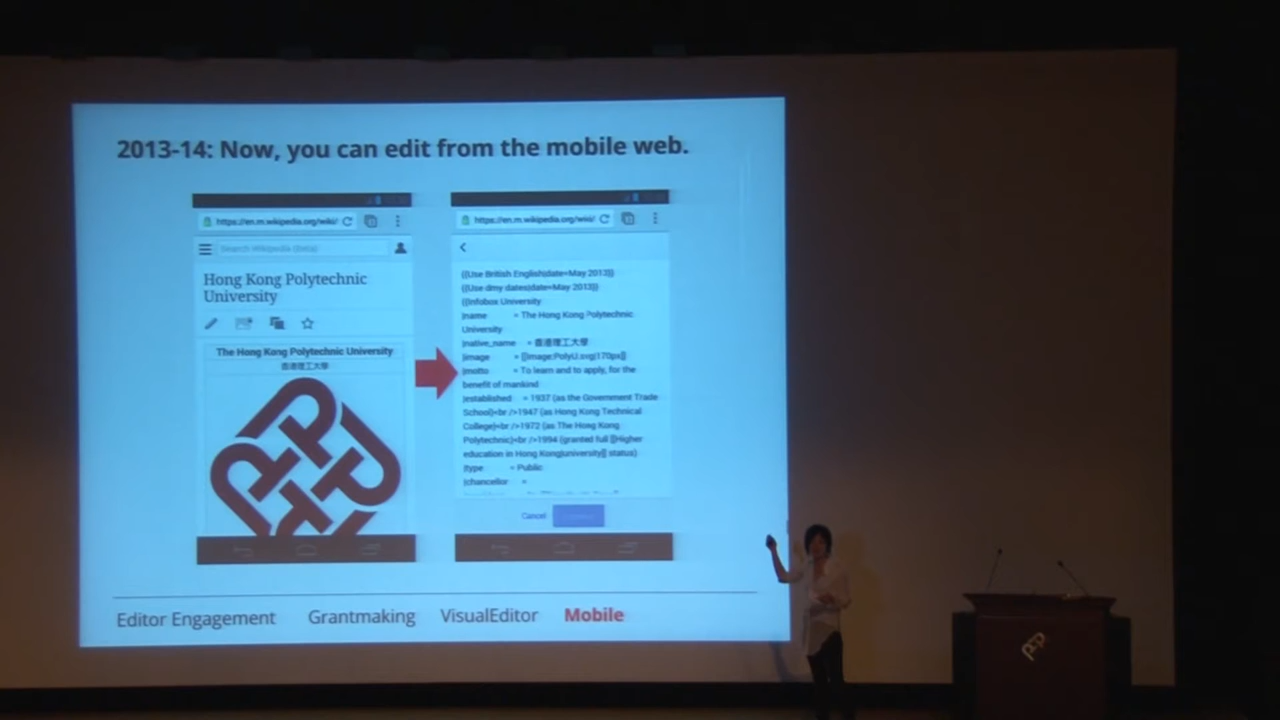 2013-14: Now, you can edit from the mobile web.
https://en.m.wikipedia.org/wiki/
Search Wikipedia (Beta)
Hong Kong Polytechnic
University
The Hong Kong Polytechnic University
香港理工大學
https://en.m.wikipedia.org/wiki/
{{Use British English|date=May 2013}}
{{Use dmy dates|date=May 2013}}
{{Infobox University
|name = The Hong Kong Polytechnic
University
|native_name = 香港理工大學
|image = [[Image:PolyU.svg|170px]]
|motto = To learn and to apply, for the
benefit of mankind
|established = 1937 (as the Government Trade
School)<br />1947 (as Hong Kong Technical
College)<br />1972 (as The Hong Kong
Polytechnic)<br />1994 (granted full [[Higher
education in Hong Kong|university]] status)
|type = Public
|chancellor =
Cancel
Editor Engagement Grantmaking VisualEditor Mobile